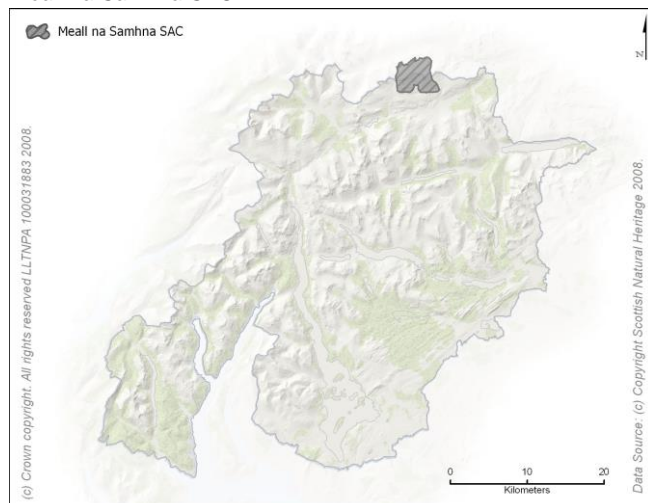 Meall na Samhna SAC
N
(c) Crown copyright. All rights reserved LLTNPA 100031883 2008.
Data Source: (c) Copyright Scottish Natural Heritage 2008.
0 10 20
Kilometers